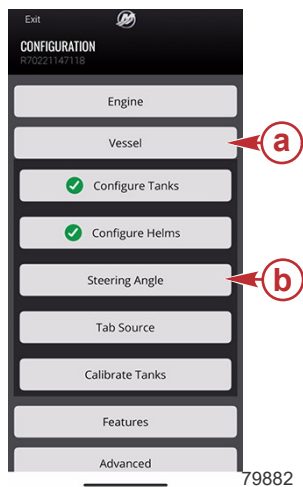 Exit
CONFIGURATION
R70221147118
Engine
Vessel
a
Configure Tanks
Configure Helms
Steering Angle
b
Tab Source
Calibrate Tanks
Features
Advanced
79882